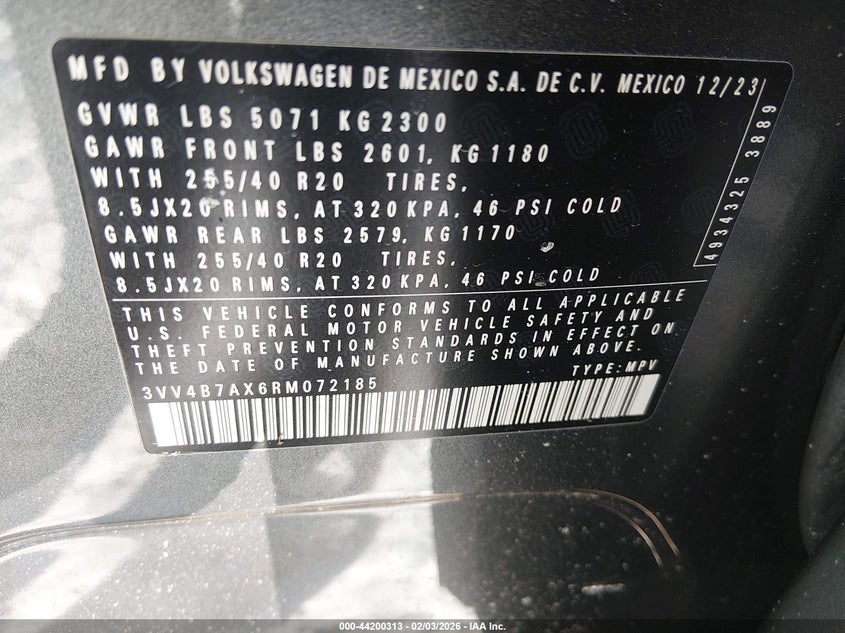 MFD BY VOLKSWAGEN DE MEXICO S.A. DE C.V. MEXICO 12/23
GVWR LBS 5071 KG 2300
GAWR FRONT LBS 2601, KG 1180
WITH 255/40 R20 TIRES,
8.5JX20 RIMS, AT 320 KPA, 46 PSI COLD
GAWR REAR LBS 2579, KG 1170
WITH 255/40 R20 TIRES,
8.5JX20 RIMS, AT 320 KPA, 46 PSI COLD
4934325 3889
THIS VEHICLE CONFORMS TO ALL APPLICABLE
U.S. FEDERAL MOTOR VEHICLE SAFETY AND
THEFT PREVENTION STANDARDS IN EFFECT ON
THE DATE OF MANUFACTURE SHOWN ABOVE.
TYPE:MPV
3VV4B7AX6RM072185
000-44200313 - 02/03/2026 - IAA Inc.